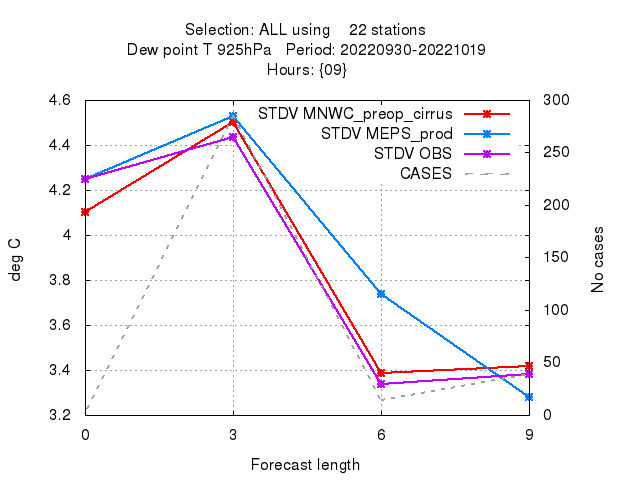 Selection: ALL using    22 stations
Dew point T 925hPa   Period: 20220930-20221019
Hours: {09}
STDV MNWC_preop_cirrus
STDV MEPS_prod
STDV OBS
CASES
4.6
4.4
4.2
4
3.8
3.6
3.4
3.2
deg C
300
250
200
150
100
50
0
No cases
0 3 6 9
Forecast length